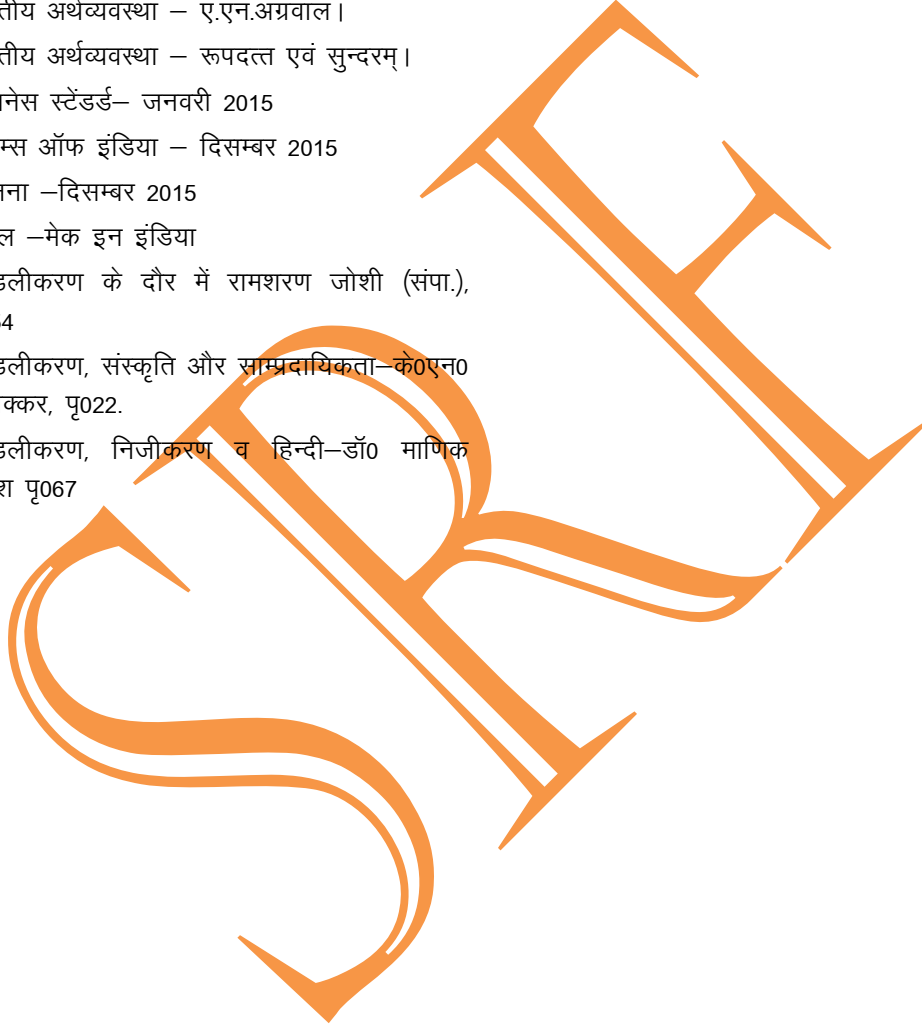 तीय अर्थव्यवस्था – ए.एन.अग्रवाल।
तीय अर्थव्यवस्था – रूपदत्त एवं सुन्दरम्।
नेस स्टेंडर्ड– जनवरी 2015
म्स ऑफ इंडिया – दिसम्बर 2015
ना –दिसम्बर 2015
ल –मेक इन इंडिया
डलीकरण के दौर में रामशरण जोशी (संपा.),
4
डलीकरण, संस्कृति और साम्प्रदायिकता–के0एन0
क्कर, पृ022.
डलीकरण, निजीकरण व हिन्दी–डॉ0 माणिक
श पृ067
SRF